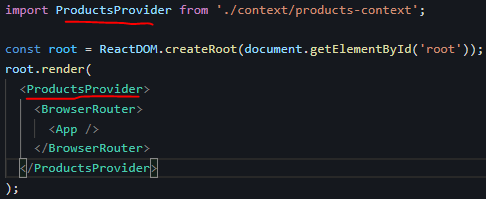 import ProductsProvider from './context/products-context';
const root = ReactDOM.createRoot(document.getElementById('root'));
root.render(
<ProductsProvider>
<BrowserRouter>
<App />
</BrowserRouter>
</ProductsProvider>
);